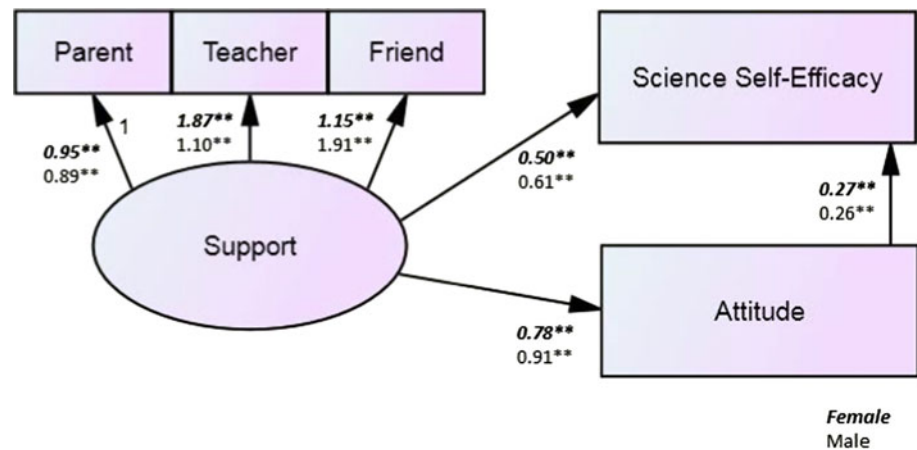 Parent Teacher Friend
Science Self-Efficacy
1
0.95**
0.89**
1.87**
1.10**
1.15**
1.91**
0.50**
0.61**
0.27**
0.26**
Support
Attitude
0.78**
0.91**
Female
Male